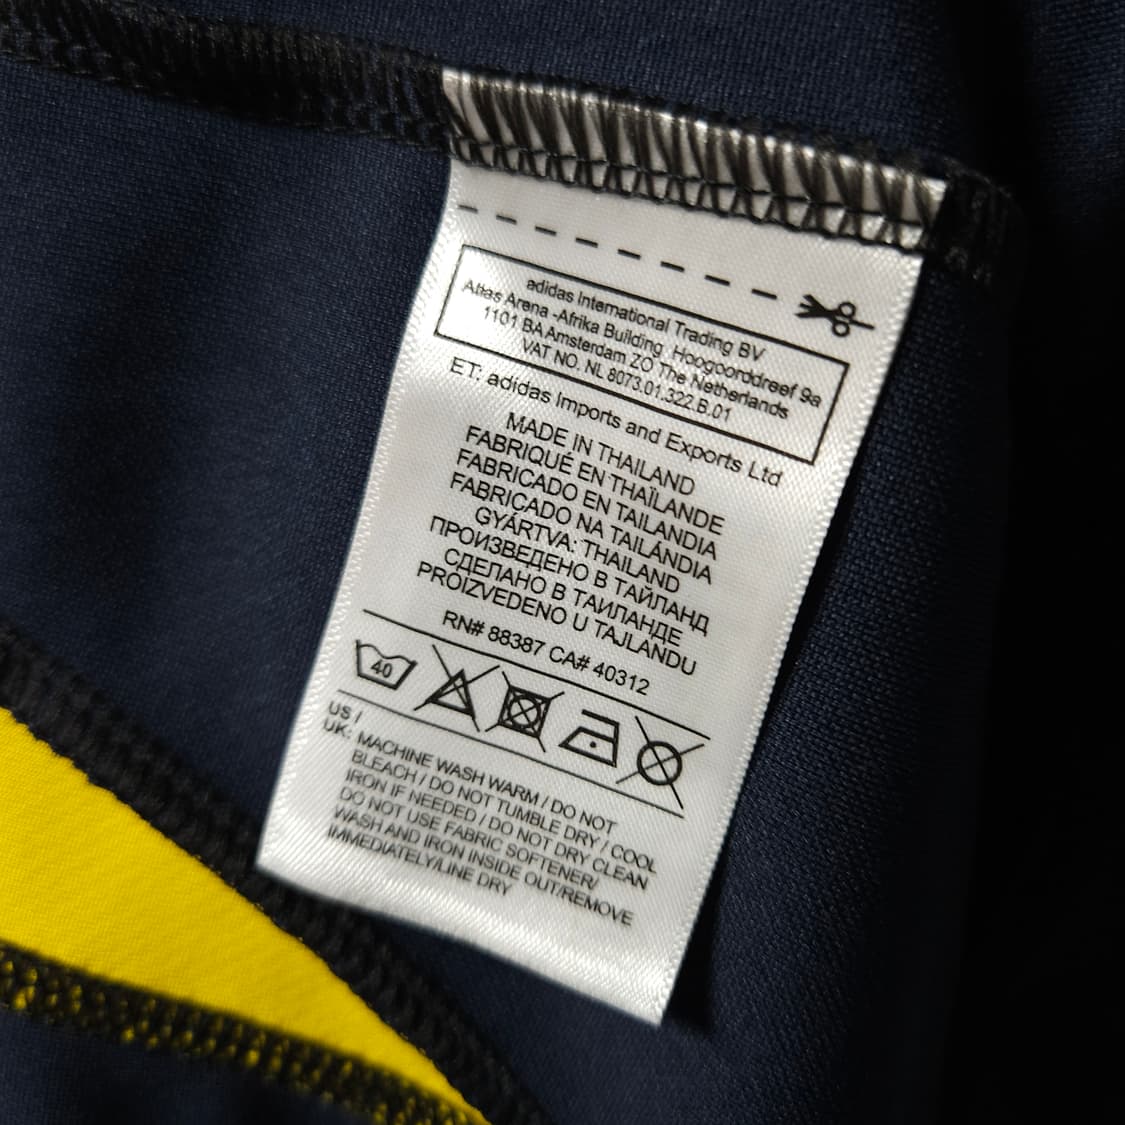 adidas International Trading BV
Atlas Arena -Afrika Building, Hoogoorddreef 9a
1101 BA Amsterdam ZO The Netherlands
VAT NO. NL 8073.01.322.B.01
ET: adidas Imports and Exports Ltd
MADE IN THAILAND
FABRIQUÉ EN THAÏLANDE
FABRICADO EN TAILANDIA
FABRICADO NA TAILÁNDIA
GYÁRTVA: THAILAND
ПРОИЗВЕДЕНО В ТАЙЛАНД
СДЕЛАНО В ТАИЛАНДЕ
PROIZVEDENO U TAJLANDU
RN# 88387 CA# 40312
40
US /
UK: MACHINE WASH WARM / DO NOT
BLEACH / DO NOT TUMBLE DRY / COOL
IRON IF NEEDED / DO NOT DRY CLEAN
DO NOT USE FABRIC SOFTENER/
WASH AND IRON INSIDE OUT/REMOVE
IMMEDIATELY/LINE DRY